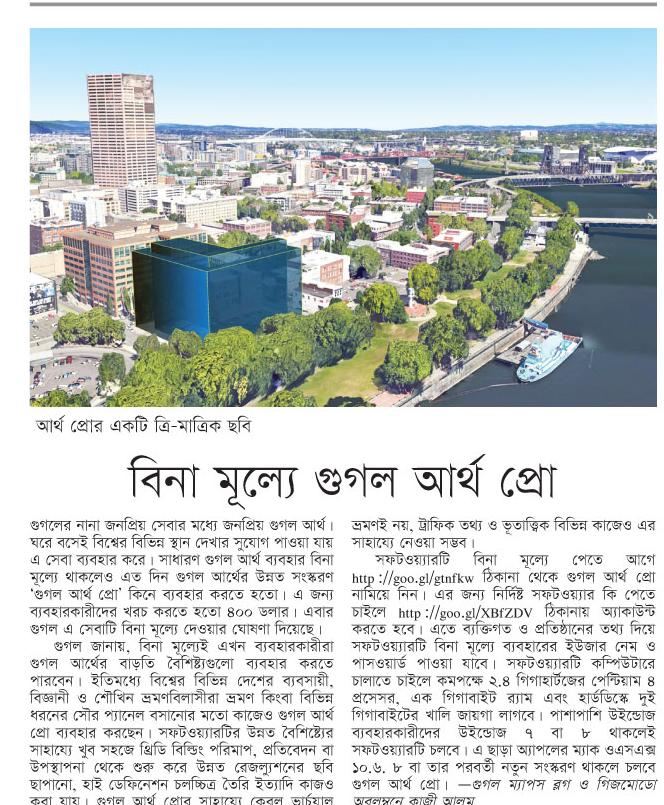 আর্থ প্রোর একটি ত্রি-মাত্রিক ছবি
বিনা মূল্যে গুগল আর্থ প্রো
গুগলের নানা জনপ্রিয় সেবার মধ্যে জনপ্রিয় গুগল আর্থ।
ঘরে বসেই বিশ্বের বিভিন্ন স্থান দেখার সুযোগ পাওয়া যায়
এ সেবা ব্যবহার করে। সাধারণ গুগল আর্থ ব্যবহার বিনা
মূল্যে থাকলেও এত দিন গুগল আর্থের উন্নত সংস্করণ
‘গুগল আর্থ প্রো’ কিনে ব্যবহার করতে হতো। এ জন্য
ব্যবহারকারীদের খরচ করতে হতো ৪০০ ডলার। এবার
গুগল এ সেবাটি বিনা মূল্যে দেওয়ার ঘোষণা দিয়েছে।
গুগল জানায়, বিনা মূল্যেই এখন ব্যবহারকারীরা
গুগল আর্থের বাড়তি বৈশিষ্ট্যগুলো ব্যবহার করতে
পারবেন। ইতিমধ্যে বিশ্বের বিভিন্ন দেশের ব্যবসায়ী,
বিজ্ঞানী ও শৌখিন ভ্রমণবিলাসীরা ভ্রমণ কিংবা বিভিন্ন
ধরনের সৌর প্যানেল বসানোর মতো কাজেও গুগল আর্থ
প্রো ব্যবহার করছেন। সফটওয়্যারটির উন্নত বৈশিষ্ট্যের
সাহায্যে খুব সহজে থ্রিডি বিল্ডিং পরিমাপ, প্রতিবেদন বা
উপস্থাপনা থেকে শুরু করে উন্নত রেজল্যুশনের ছবি
ছাপানো, হাই ডেফিনেশন চলচ্চিত্র তৈরি ইত্যাদি কাজও
করা যায়। গুগল আর্থ প্রোর সাহায্যে কেবল ভার্চুয়াল
ভ্রমণই নয়, ট্রাফিক তথ্য ও ভূতাত্ত্বিক বিভিন্ন কাজেও এর
সাহায্যে নেওয়া সম্ভব।
সফটওয়্যারটি বিনা মূল্যে পেতে আগে
http://goo.gl/gtnfkw ঠিকানা থেকে গুগল আর্থ প্রো
নামিয়ে নিন। এর জন্য নির্দিষ্ট সফটওয়্যার কি পেতে
চাইলে http://goo.gl/XBfZDV ঠিকানায় অ্যাকাউন্ট
করতে হবে। এতে ব্যক্তিগত ও প্রতিষ্ঠানের তথ্য দিয়ে
সফটওয়্যারটি বিনা মূল্যে ব্যবহারের ইউজার নেম ও
পাসওয়ার্ড পাওয়া যাবে। সফটওয়্যারটি কম্পিউটারে
চালাতে চাইলে কমপক্ষে ২.৪ গিগাহার্টজের পেন্টিয়াম ৪
প্রসেসর, এক গিগাবাইট র‍্যাম এবং হার্ডডিস্কে দুই
গিগাবাইটের খালি জায়গা লাগবে। পাশাপাশি উইন্ডোজ
ব্যবহারকারীদের উইন্ডোজ ৭ বা ৮ থাকলেই
সফটওয়্যারটি চলবে। এ ছাড়া অ্যাপলের ম্যাক ওএসএক্স
১০.৬. ৮ বা তার পরবর্তী নতুন সংস্করণ থাকলে চলবে
গুগল আর্থ প্রো। —গুগল ম্যাপস ব্লগ ও গিজমোডো
অবলম্বনে কাজী আলম